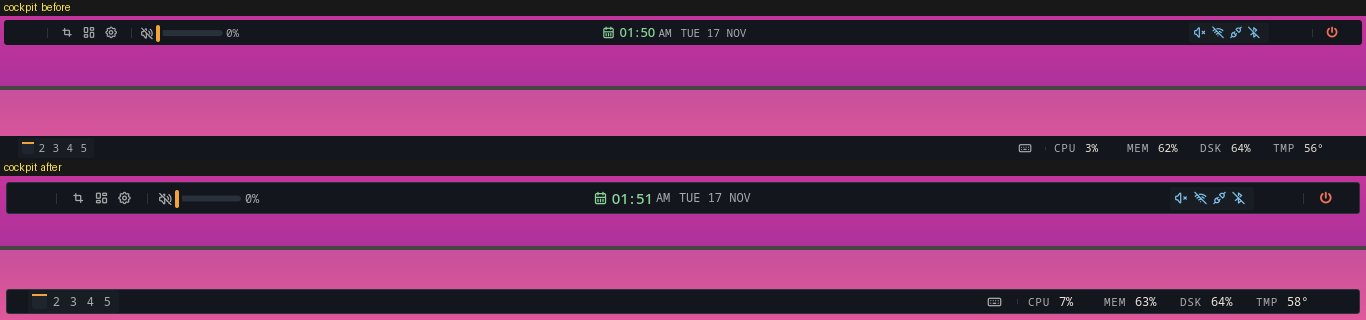 cockpit before
0% 01:50 AM TUE 17 NOV
2 3 4 5 CPU 3% MEM 62% DSK 64% TMP 56°
cockpit after
0% 01:51 AM TUE 17 NOV
2 3 4 5 CPU 7% MEM 63% DSK 64% TMP 58°